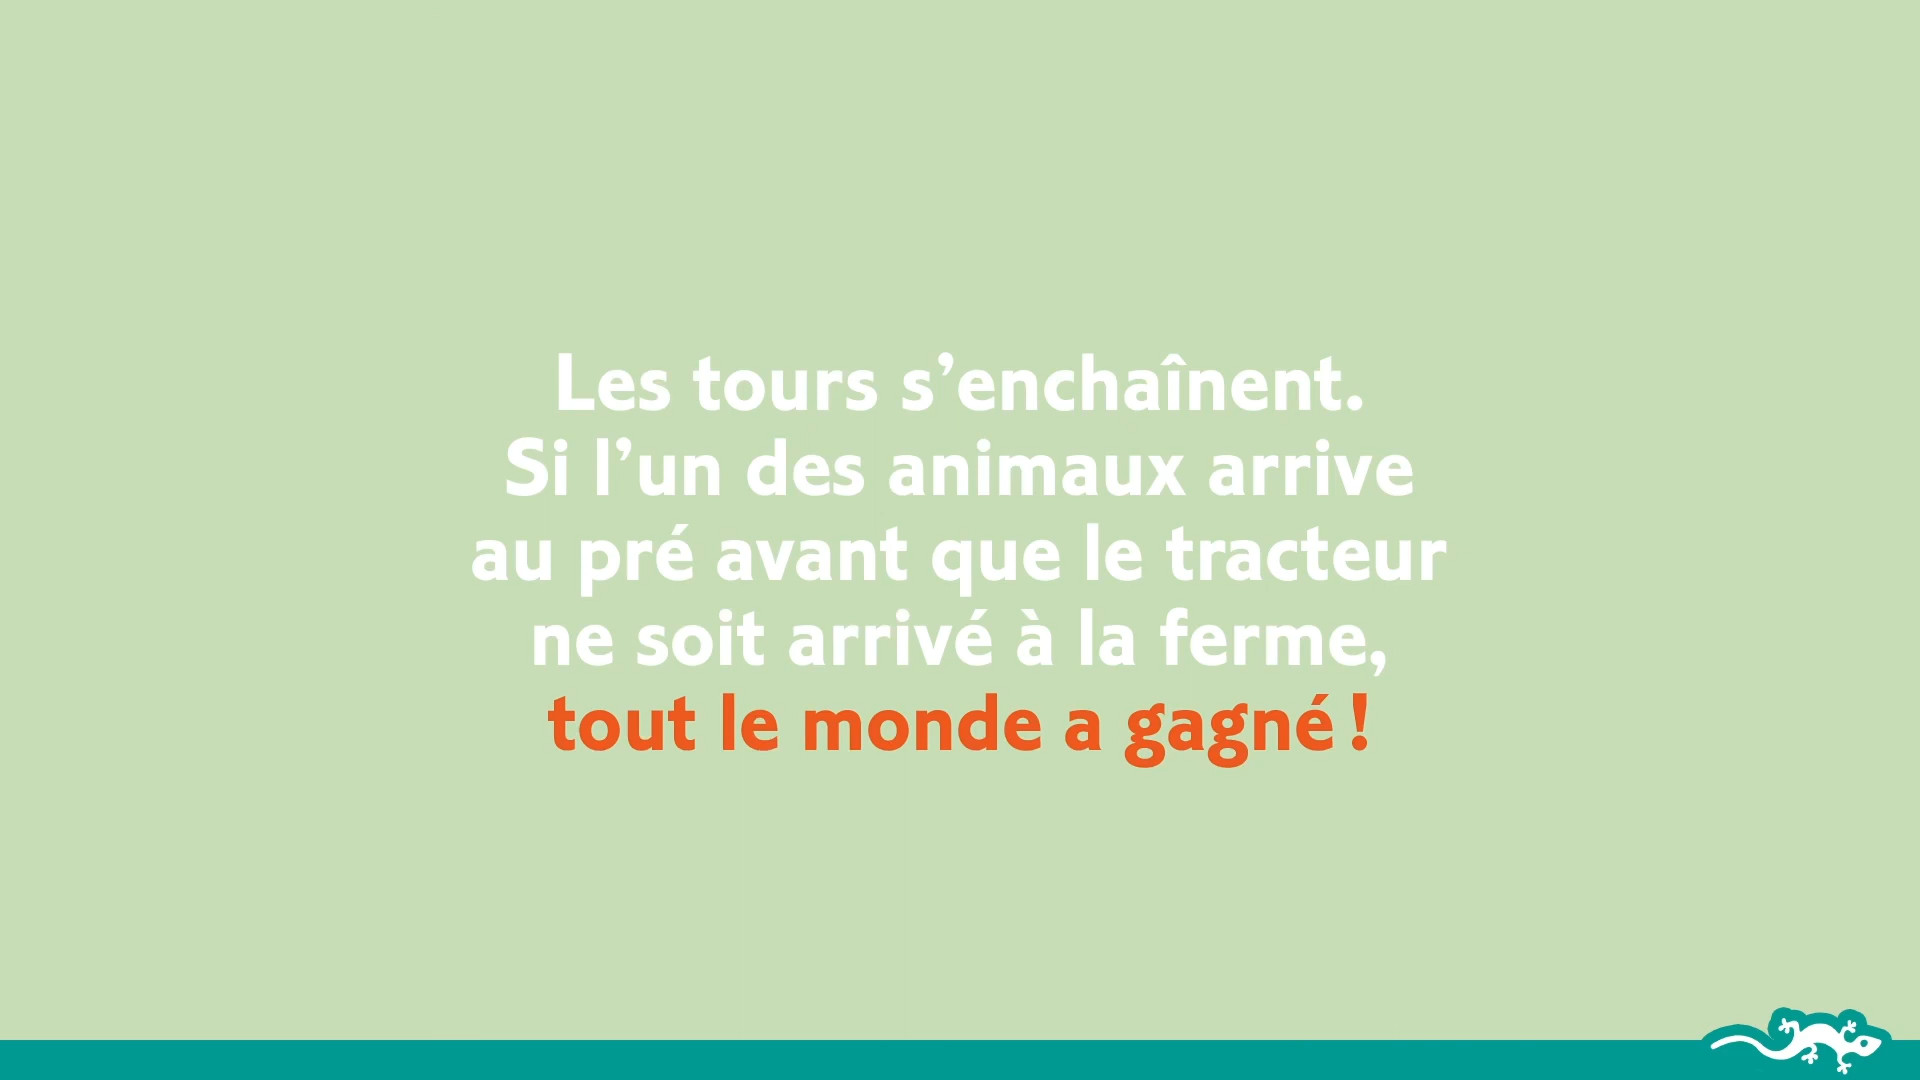 Les tours s’enchaînent.
Si l’un des animaux arrive
au pré avant que le tracteur
ne soit arrivé à la ferme,
tout le monde a gagné !